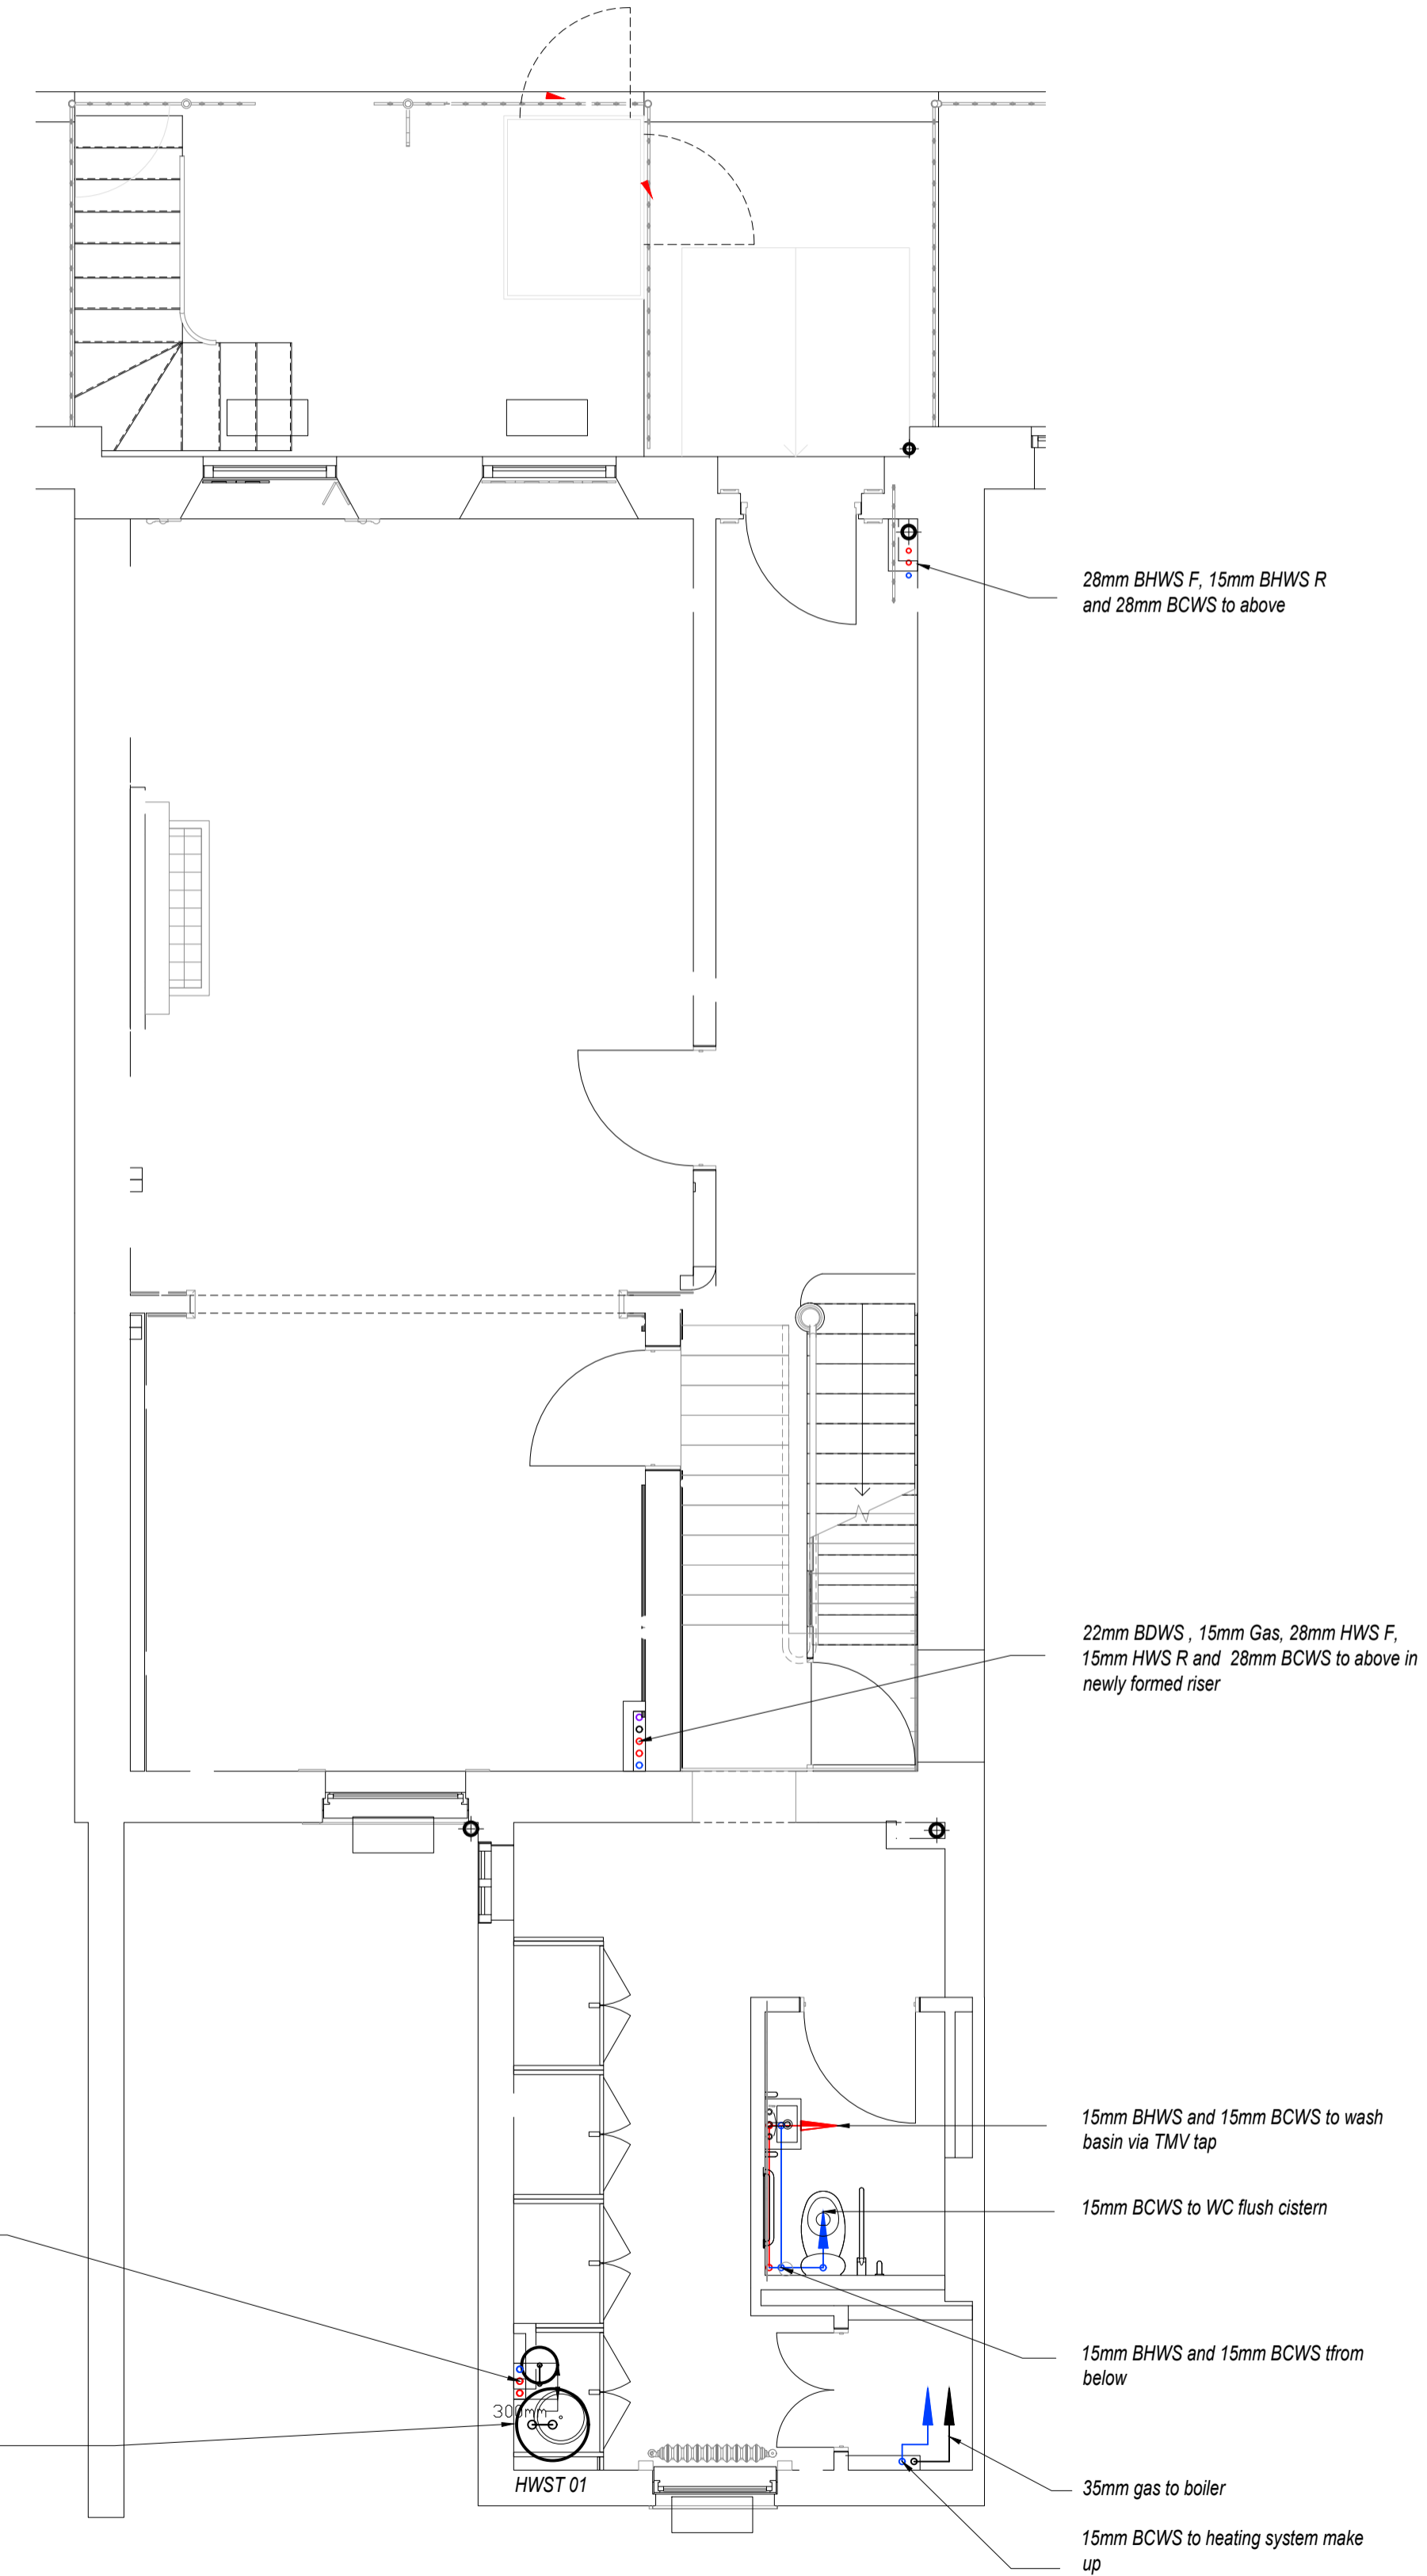 28mm BHWS F, 15mm BHWS R
and 28mm BCWS to above
22mm BDWS , 15mm Gas, 28mm HWS F,
15mm HWS R and 28mm BCWS to above in
newly formed riser
15mm BHWS and 15mm BCWS to wash
basin via TMV tap
15mm BCWS to WC flush cistern
15mm BHWS and 15mm BCWS tfrom
below
300mm
HWST 01
35mm gas to boiler
15mm BCWS to heating system make
up